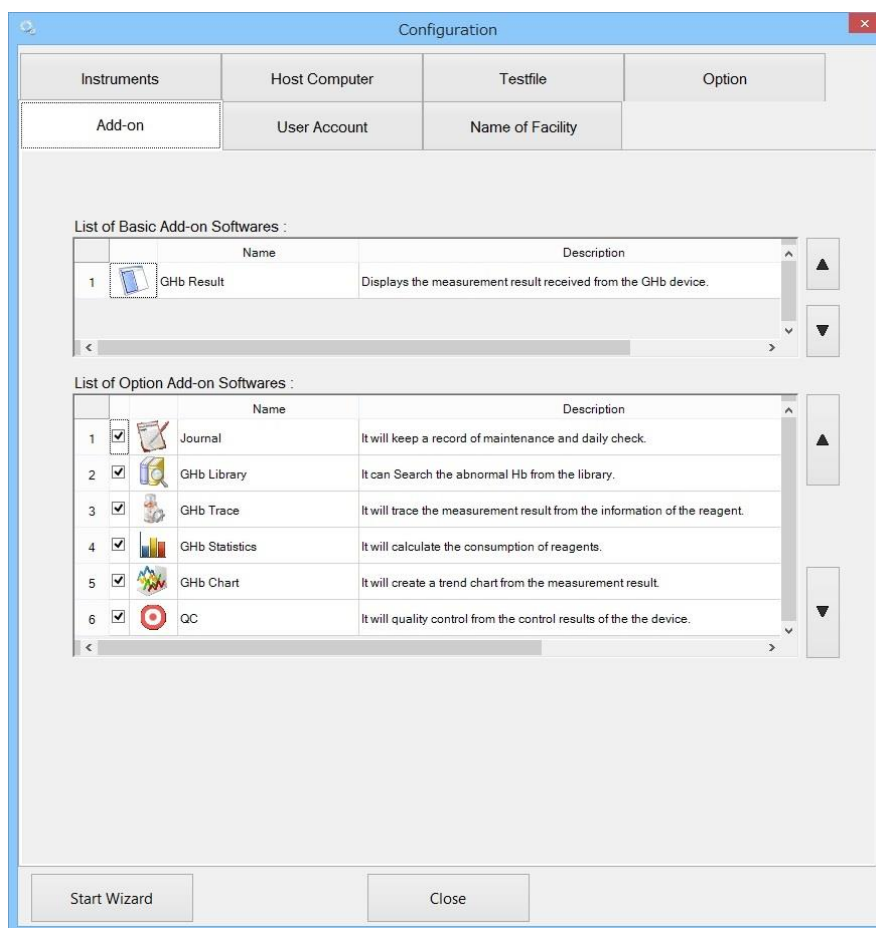 Configuration
Instruments Host Computer Testfile Option
Add-on User Account Name of Facility
List of Basic Add-on Softwares :
Name Description
1 GHb Result Displays the measurement result received from the GHb device.
List of Option Add-on Softwares :
Name Description
1 Journal It will keep a record of maintenance and daily check.
2 GHb Library It can Search the abnormal Hb from the library.
3 GHb Trace It will trace the measurement result from the information of the reagent.
4 GHb Statistics It will calculate the consumption of reagents.
5 GHb Chart It will create a trend chart from the measurement result.
6 QC It will quality control from the control results of the the device.
Start Wizard Close